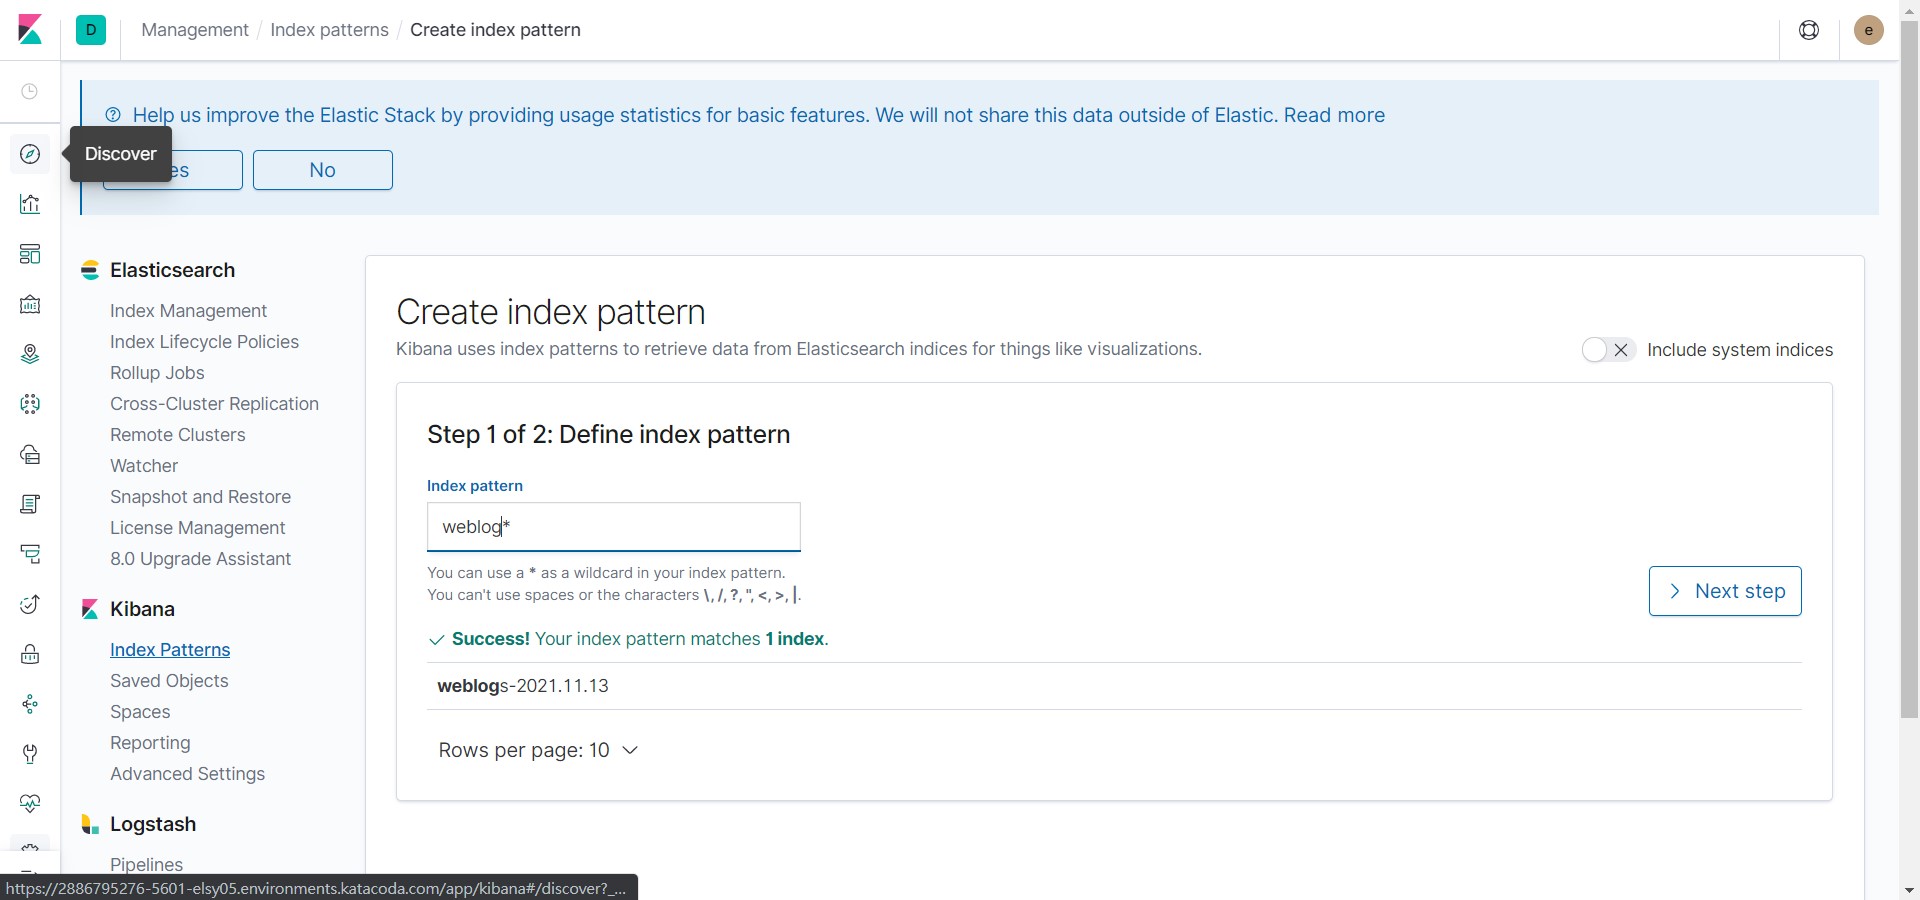 D
Management / Index patterns / Create index pattern
e
Help us improve the Elastic Stack by providing usage statistics for basic features. We will not share this data outside of Elastic. Read more
Discover
es
No
Elasticsearch
Index Management
Index Lifecycle Policies
Rollup Jobs
Cross-Cluster Replication
Remote Clusters
Watcher
Snapshot and Restore
License Management
8.0 Upgrade Assistant
Kibana
Index Patterns
Saved Objects
Spaces
Reporting
Advanced Settings
Logstash
Pipelines
Create index pattern
Kibana uses index patterns to retrieve data from Elasticsearch indices for things like visualizations.
Include system indices
Step 1 of 2: Define index pattern
Index pattern
weblog*
You can use a * as a wildcard in your index pattern.
You can't use spaces or the characters \, /, ?, ", <, >, |.
Next step
Success! Your index pattern matches 1 index.
weblogs-2021.11.13
Rows per page: 10
https://2886795276-5601-elsy05.environments.katacoda.com/app/kibana#/discover?_...